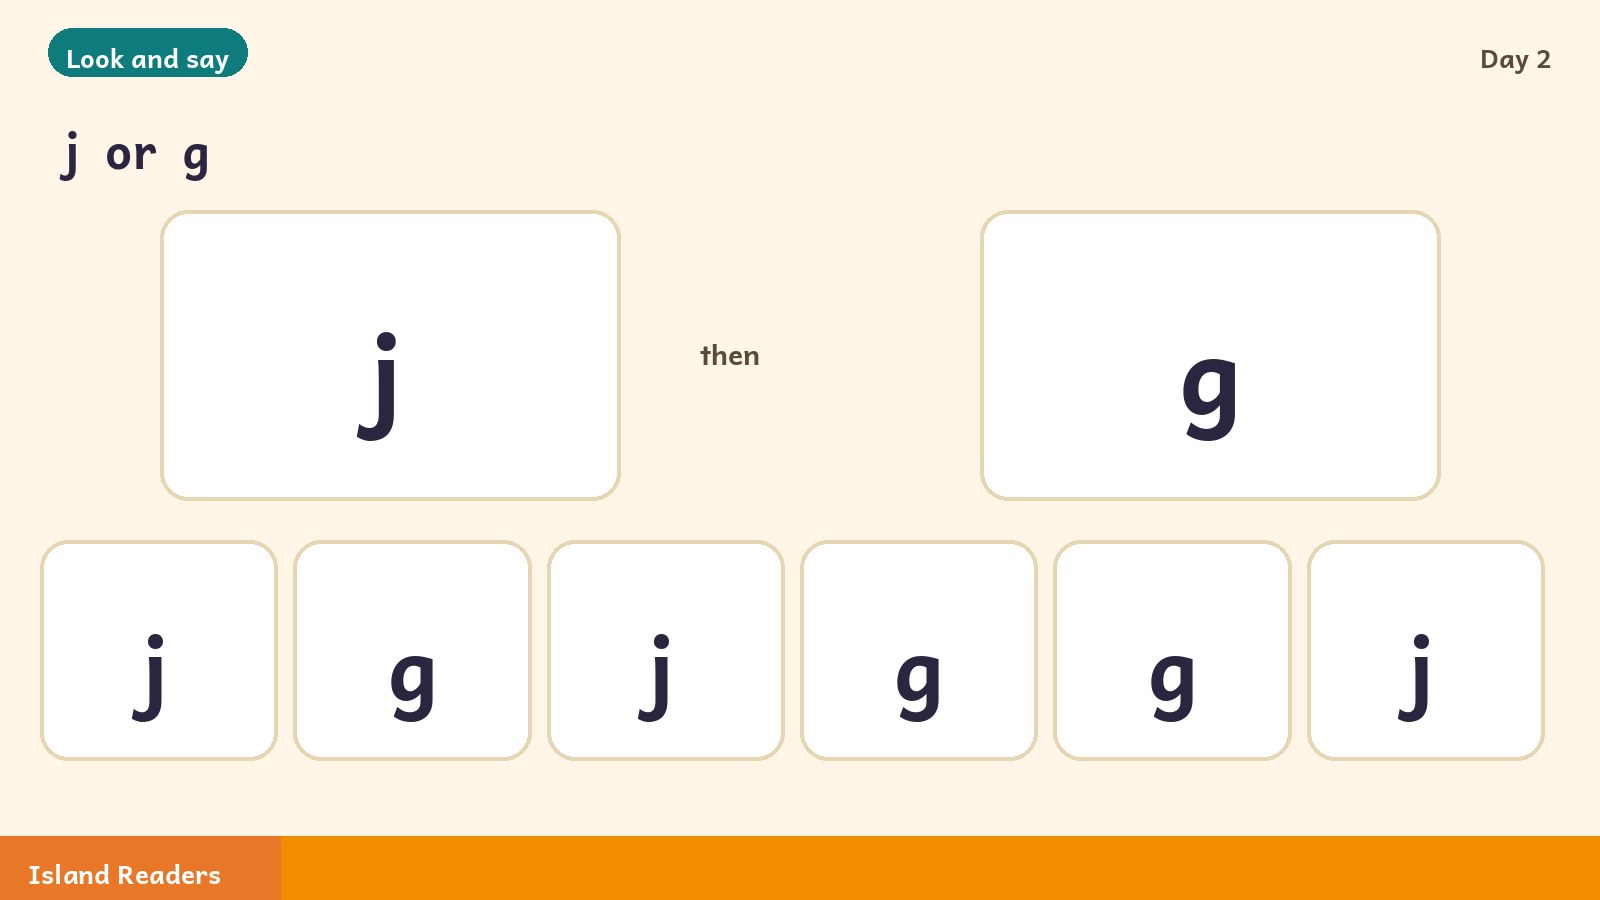 Look and say
Day 2
j or g
j
then
g
j g j g g j
Island Readers